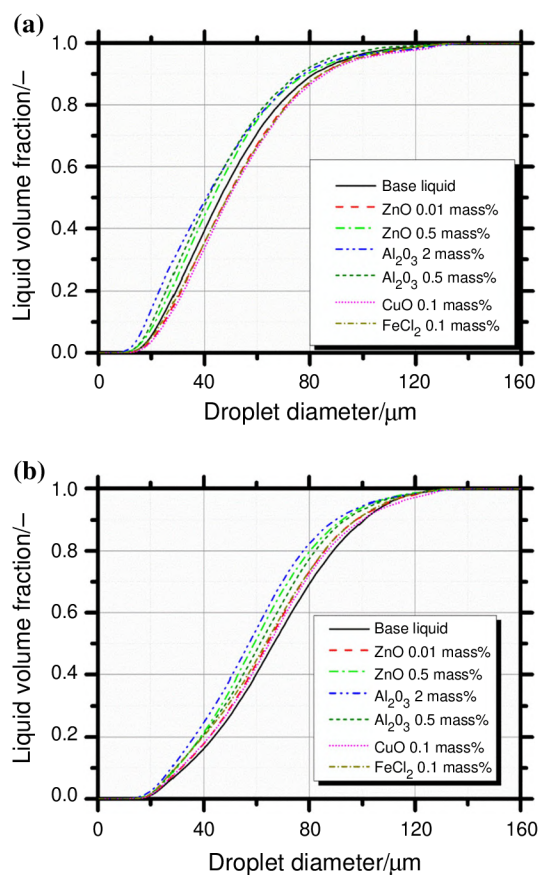 (a)
1.0
0.8
0.6
0.4
0.2
0.0
Liquid volume fraction/–
Base liquid
ZnO 0.01 mass%
ZnO 0.5 mass%
Al₂0₃ 2 mass%
Al₂0₃ 0.5 mass%
CuO 0.1 mass%
FeCl₂ 0.1 mass%
0 40 80 120 160
Droplet diameter/μm
(b)
1.0
0.8
0.6
0.4
0.2
0.0
Liquid volume fraction/–
Base liquid
ZnO 0.01 mass%
ZnO 0.5 mass%
Al₂0₃ 2 mass%
Al₂0₃ 0.5 mass%
CuO 0.1 mass%
FeCl₂ 0.1 mass%
0 40 80 120 160
Droplet diameter/μm